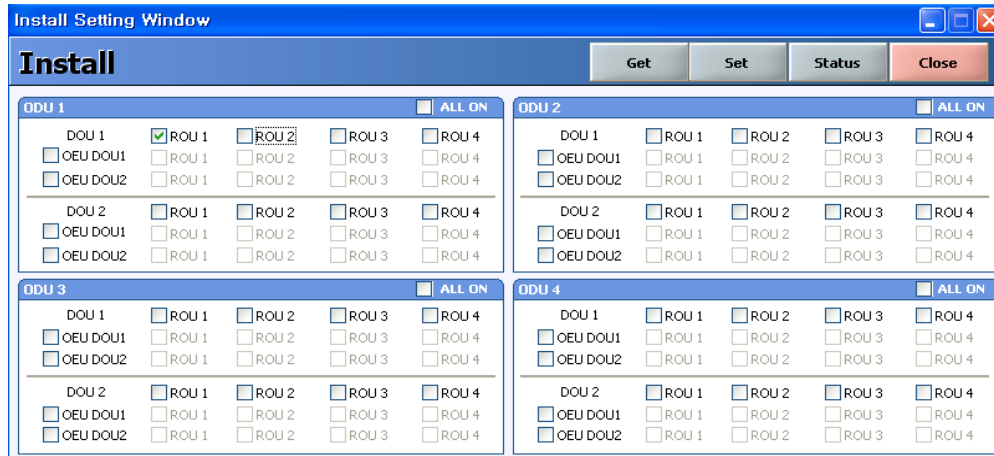 Install Setting Window
Install Get Set Status Close
ODU 1 ALL ON
DOU 1 ROU 1 ROU 2 ROU 3 ROU 4
OEU DOU1 ROU 1 ROU 2 ROU 3 ROU 4
OEU DOU2 ROU 1 ROU 2 ROU 3 ROU 4
DOU 2 ROU 1 ROU 2 ROU 3 ROU 4
OEU DOU1 ROU 1 ROU 2 ROU 3 ROU 4
OEU DOU2 ROU 1 ROU 2 ROU 3 ROU 4
ODU 2 ALL ON
DOU 1 ROU 1 ROU 2 ROU 3 ROU 4
OEU DOU1 ROU 1 ROU 2 ROU 3 ROU 4
OEU DOU2 ROU 1 ROU 2 ROU 3 ROU 4
DOU 2 ROU 1 ROU 2 ROU 3 ROU 4
OEU DOU1 ROU 1 ROU 2 ROU 3 ROU 4
OEU DOU2 ROU 1 ROU 2 ROU 3 ROU 4
ODU 3 ALL ON
DOU 1 ROU 1 ROU 2 ROU 3 ROU 4
OEU DOU1 ROU 1 ROU 2 ROU 3 ROU 4
OEU DOU2 ROU 1 ROU 2 ROU 3 ROU 4
DOU 2 ROU 1 ROU 2 ROU 3 ROU 4
OEU DOU1 ROU 1 ROU 2 ROU 3 ROU 4
OEU DOU2 ROU 1 ROU 2 ROU 3 ROU 4
ODU 4 ALL ON
DOU 1 ROU 1 ROU 2 ROU 3 ROU 4
OEU DOU1 ROU 1 ROU 2 ROU 3 ROU 4
OEU DOU2 ROU 1 ROU 2 ROU 3 ROU 4
DOU 2 ROU 1 ROU 2 ROU 3 ROU 4
OEU DOU1 ROU 1 ROU 2 ROU 3 ROU 4
OEU DOU2 ROU 1 ROU 2 ROU 3 ROU 4